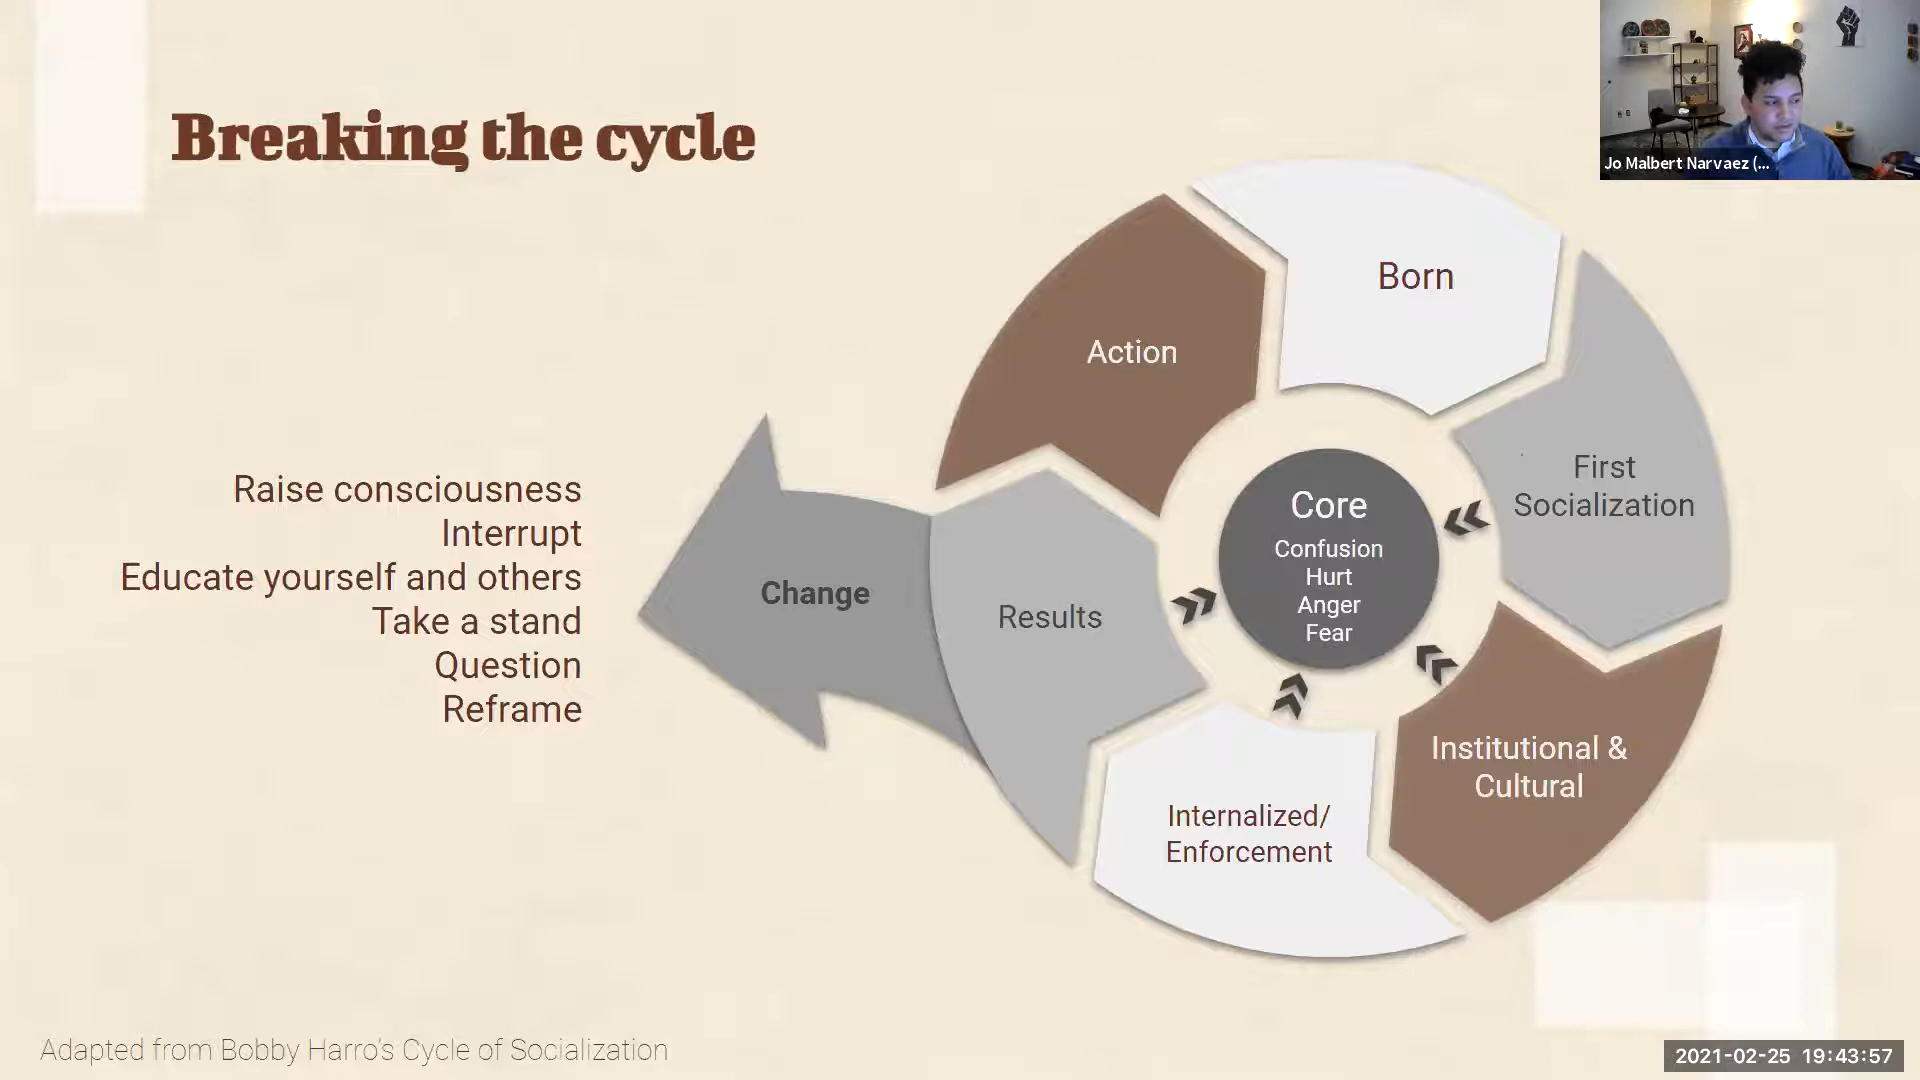 Breaking the cycle
Jo Malbert Narvaez (...
Born
Action
First
Socialization
Core
Confusion
Hurt
Anger
Fear
Raise consciousness
Interrupt
Educate yourself and others
Take a stand
Question
Reframe
Change
Results
Institutional &
Cultural
Internalized/
Enforcement
Adapted from Bobby Harro's Cycle of Socialization
2021-02-25 19:43:57